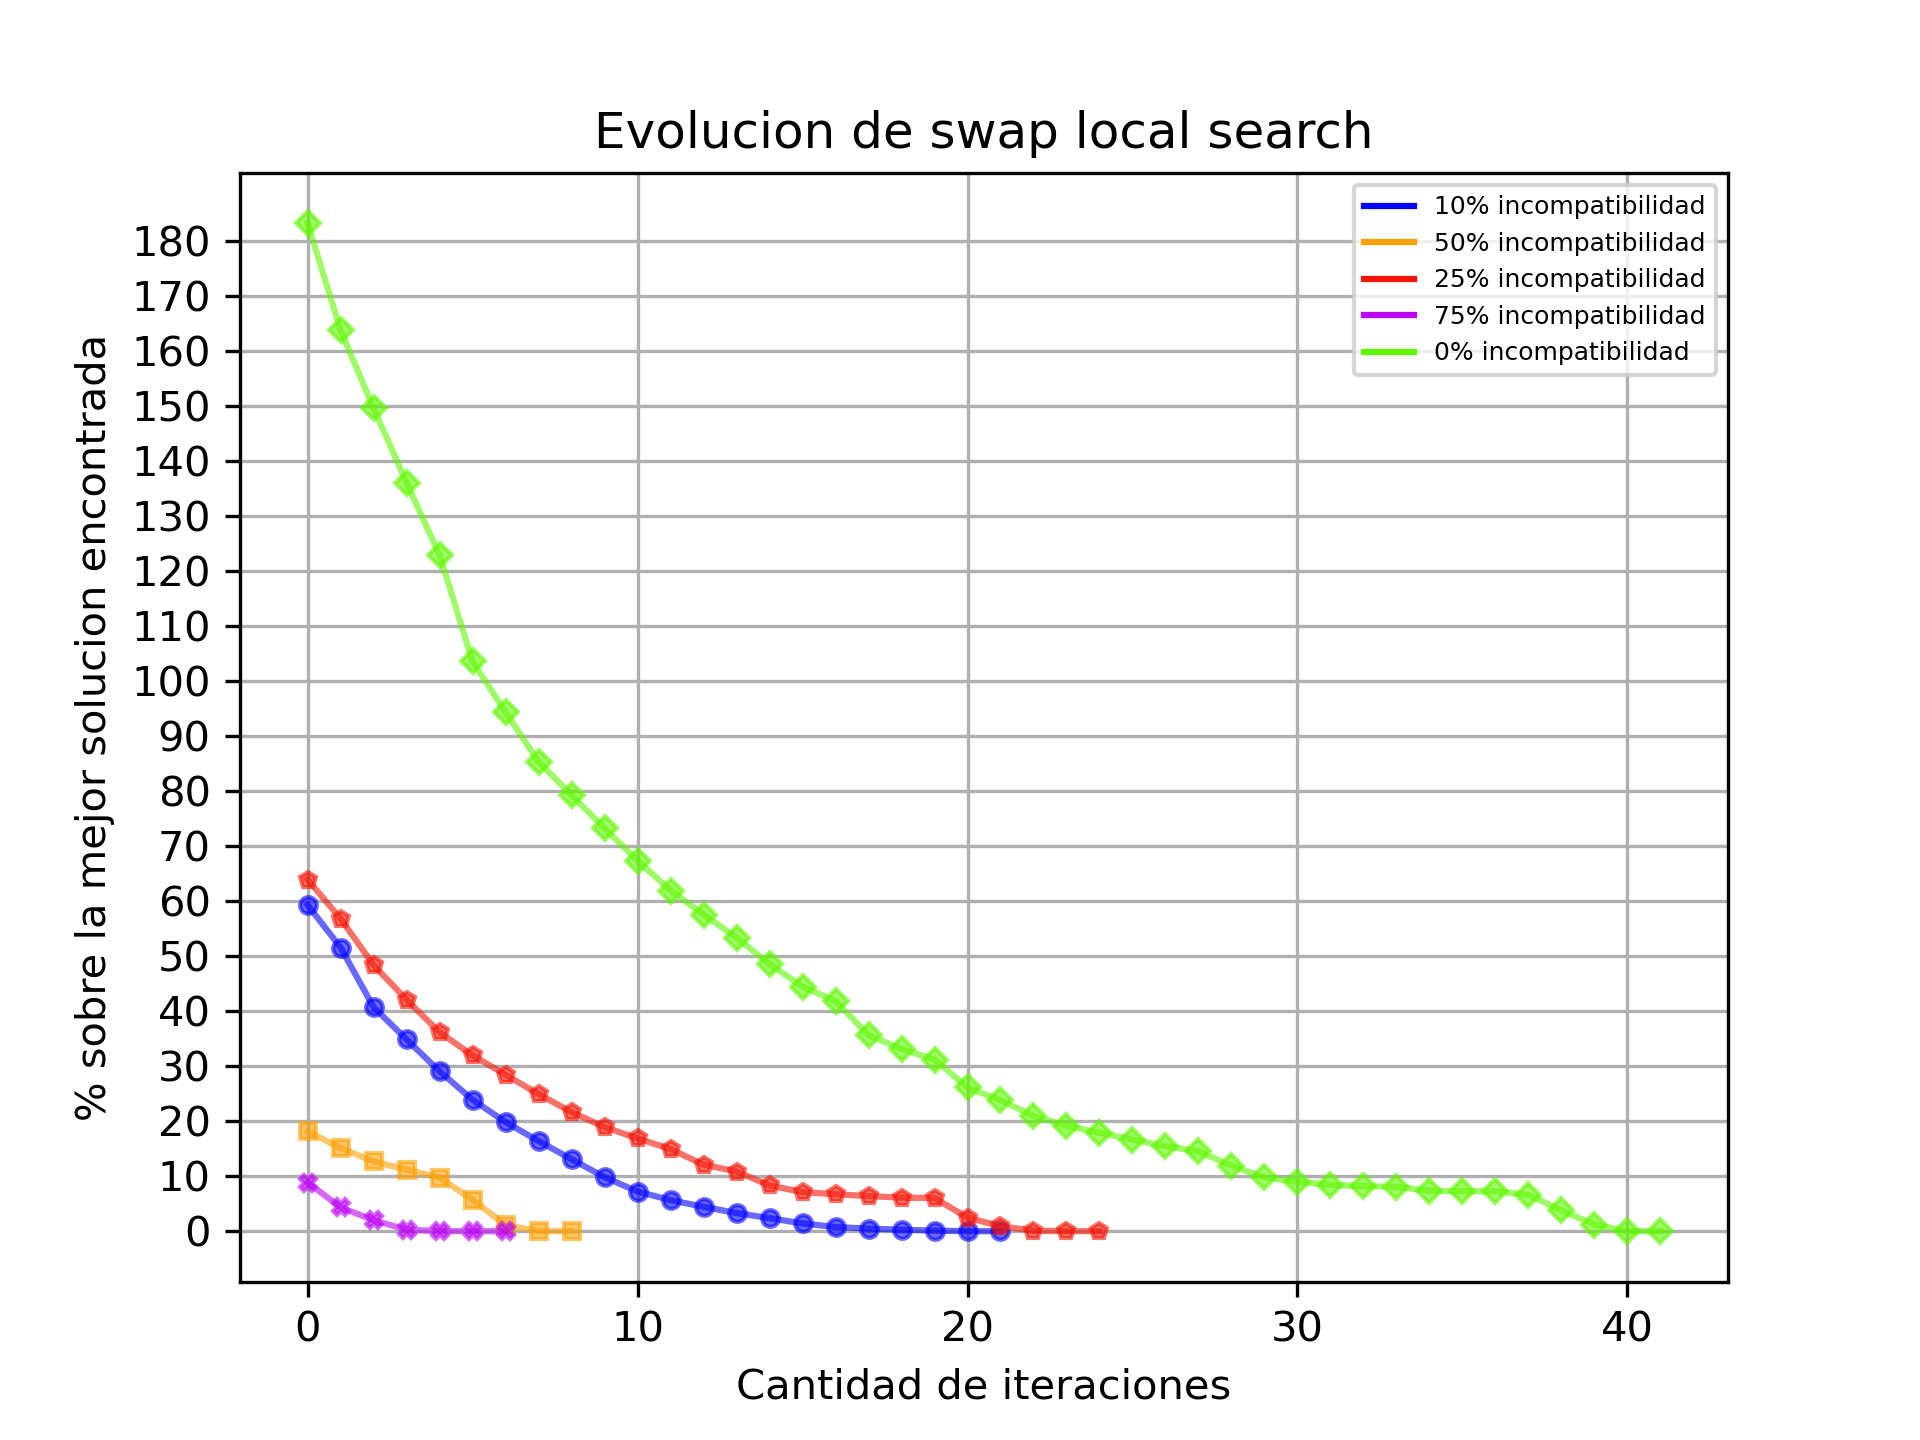 Evolucion de swap local search
10% incompatibilidad
50% incompatibilidad
25% incompatibilidad
75% incompatibilidad
0% incompatibilidad
% sobre la mejor solucion encontrada
180
170
160
150
140
130
120
110
100
90
80
70
60
50
40
30
20
10
0
0 10 20 30 40
Cantidad de iteraciones